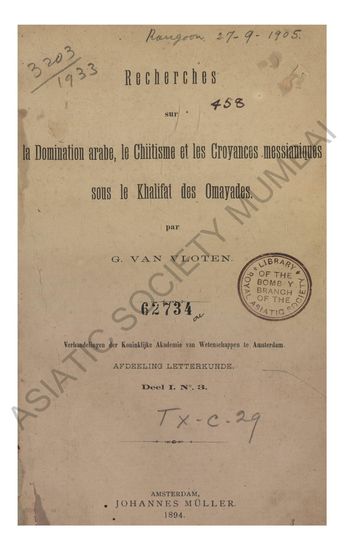 Rangoon 27-9-1905.
3203/1933
Recherches
sur
458
la Domination arabe, le Chiitisme et les Croyances messianiques
sous le Khalifat des Omayades.
par
G. VAN VLOTEN.
LIBRARY
OF THE
BOMBAY
BRANCH
OF THE
ROYAL ASIATIC SOCIETY
62734
Verhandelingen der Koninklijke Akademie van Wetenschappen te Amsterdam.
AFDEELING LETTERKUNDE.
Deel I. Nº. 3.
Tx-c-29
AMSTERDAM,
JOHANNES MÜLLER.
1894.
ASIATIC SOCIETY MUMBAI